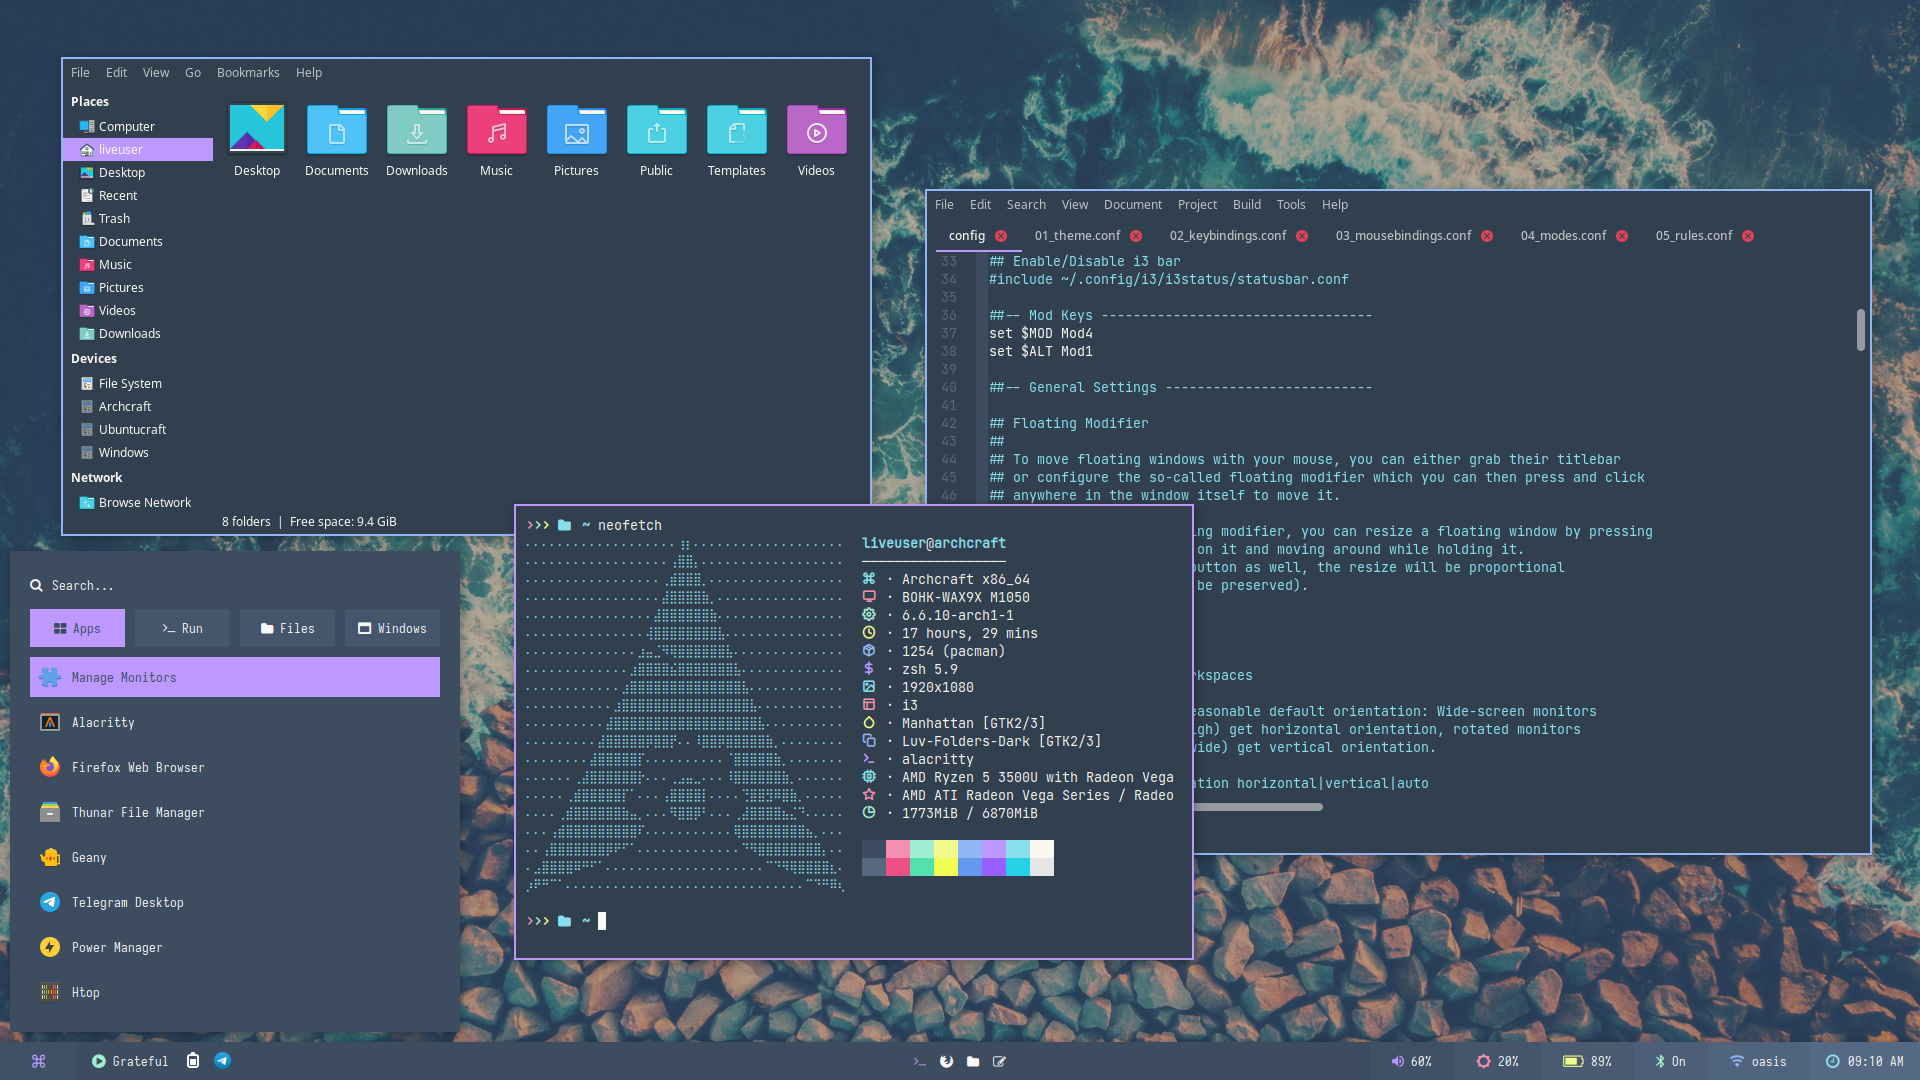 File Edit View Go Bookmarks Help
Places
Computer
liveuser
Desktop
Recent
Trash
Documents
Music
Pictures
Videos
Downloads
Devices
File System
Archcraft
Ubuntucraft
Windows
Network
Browse Network
Desktop Documents Downloads Music Pictures Public Templates Videos
8 folders | Free space: 9.4 GiB
File Edit Search View Document Project Build Tools Help
config 01_theme.conf 02_keybindings.conf 03_mousebindings.conf 04_modes.conf 05_rules.conf
33 ## Enable/Disable i3 bar
34 #include ~/.config/i3/i3status/statusbar.conf
35
36 ##-- Mod Keys ----------------------------------
37 set $MOD Mod4
38 set $ALT Mod1
39
40 ##-- General Settings --------------------------
41
42 ## Floating Modifier
43 ##
44 ## To move floating windows with your mouse, you can either grab their titlebar
45 ## or configure the so-called floating modifier which you can then press and click
46 ## anywhere in the window itself to move it.
ng modifier, you can resize a floating window by pressing
on it and moving around while holding it.
utton as well, the resize will be proportional
be preserved).
kspaces
easonable default orientation: Wide-screen monitors
gh) get horizontal orientation, rotated monitors
ide) get vertical orientation.
tion horizontal|vertical|auto
>>> ~ neofetch
liveuser@archcraft
· Archcraft x86_64
· BOHK-WAX9X M1050
· 6.6.10-arch1-1
· 17 hours, 29 mins
· 1254 (pacman)
· zsh 5.9
· 1920x1080
· i3
· Manhattan [GTK2/3]
· Luv-Folders-Dark [GTK2/3]
· alacritty
· AMD Ryzen 5 3500U with Radeon Vega
· AMD ATI Radeon Vega Series / Radeo
· 1773MiB / 6870MiB
>>> ~
Search...
Apps Run Files Windows
Manage Monitors
Alacritty
Firefox Web Browser
Thunar File Manager
Geany
Telegram Desktop
Power Manager
Htop
Grateful 60% 20% 89% On oasis 09:10 AM